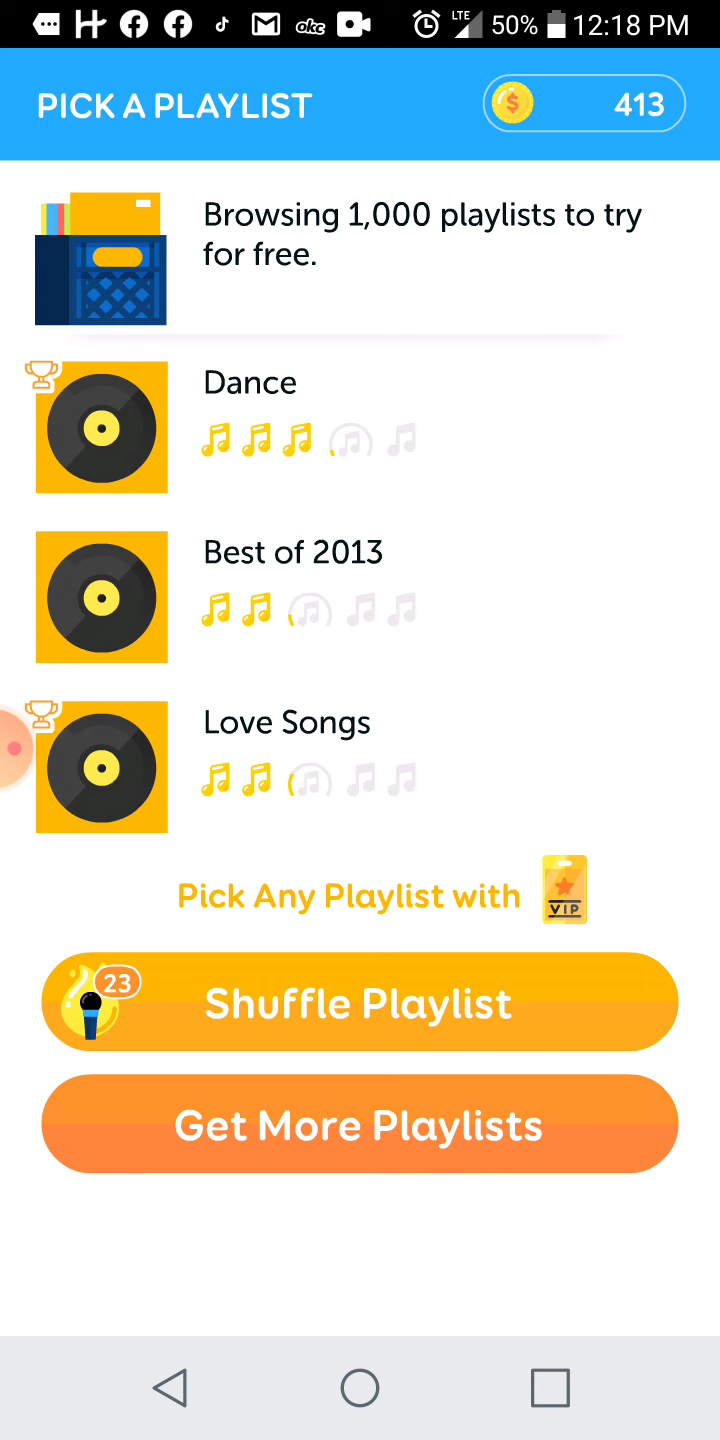 okc LTE 50% 12:18 PM
PICK A PLAYLIST 413
Browsing 1,000 playlists to try
for free.
Dance
Best of 2013
Love Songs
Pick Any Playlist with VIP
23 Shuffle Playlist
Get More Playlists